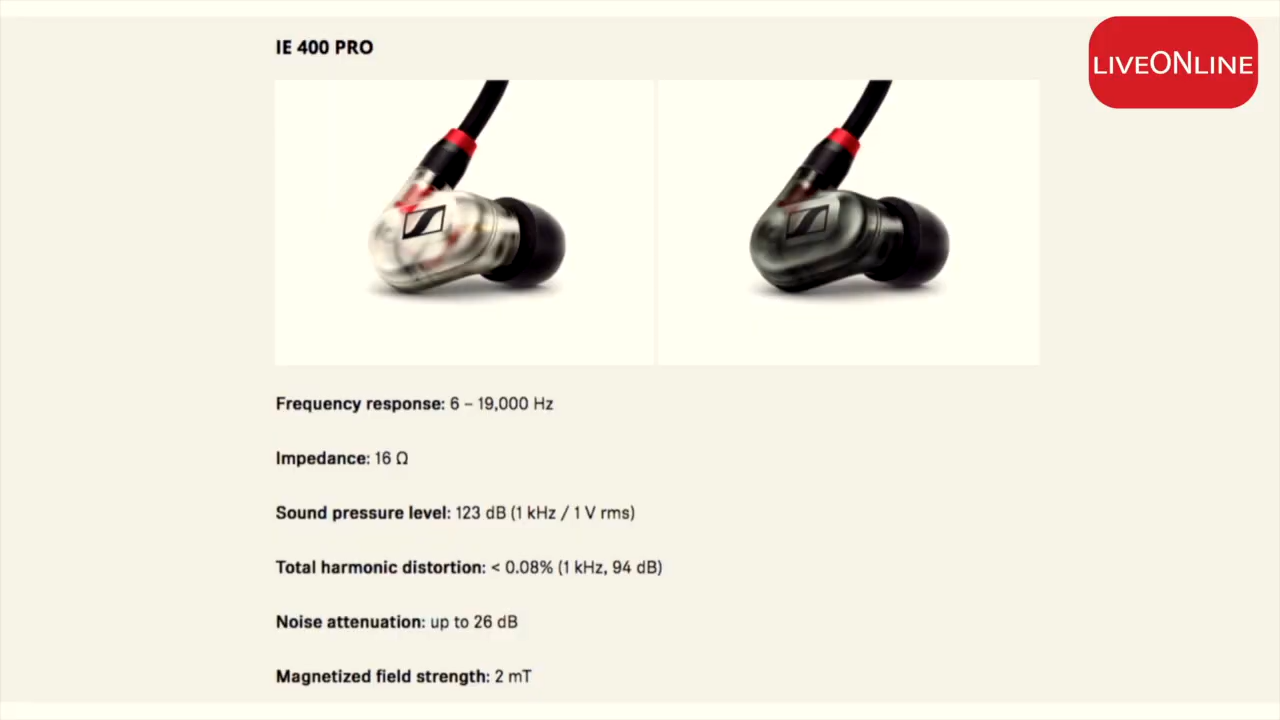 IE 400 PRO
LIVEONLINE
Frequency response: 6 – 19,000 Hz
Impedance: 16 Ω
Sound pressure level: 123 dB (1 kHz / 1 V rms)
Total harmonic distortion: < 0.08% (1 kHz, 94 dB)
Noise attenuation: up to 26 dB
Magnetized field strength: 2 mT